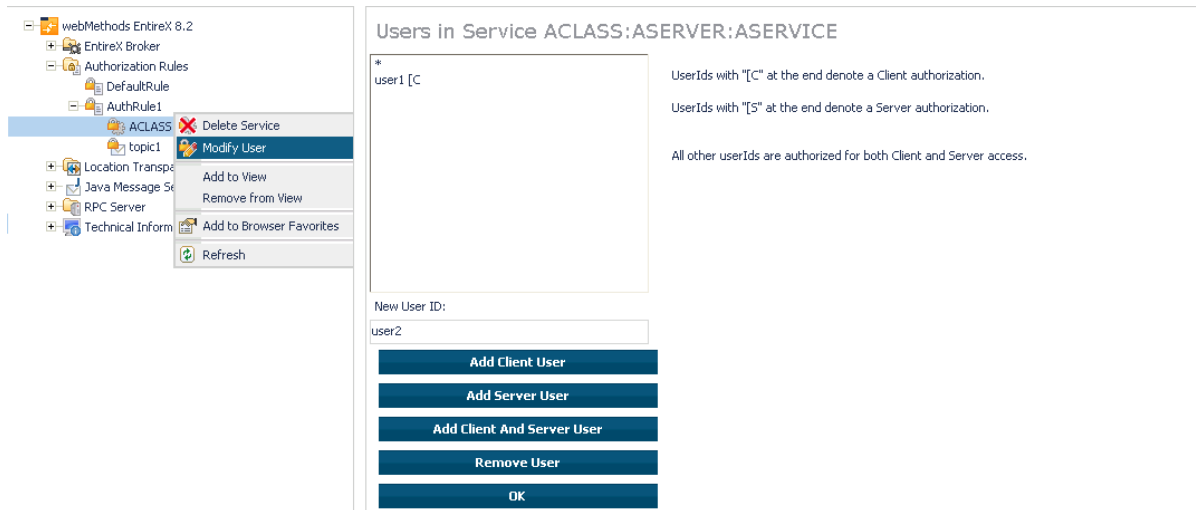 webMethods EntireX 8.2
EntireX Broker
Authorization Rules
DefaultRule
AuthRule1
ACLASS
topic1
Location Transpa
Java Message Se
RPC Server
Technical Inform
Delete Service
Modify User
Add to View
Remove from View
Add to Browser Favorites
Refresh
Users in Service ACLASS:ASERVER:ASERVICE
*
user1 [C
UserIds with "[C" at the end denote a Client authorization.
UserIds with "[S" at the end denote a Server authorization.
All other userIds are authorized for both Client and Server access.
New User ID:
user2
Add Client User
Add Server User
Add Client And Server User
Remove User
OK